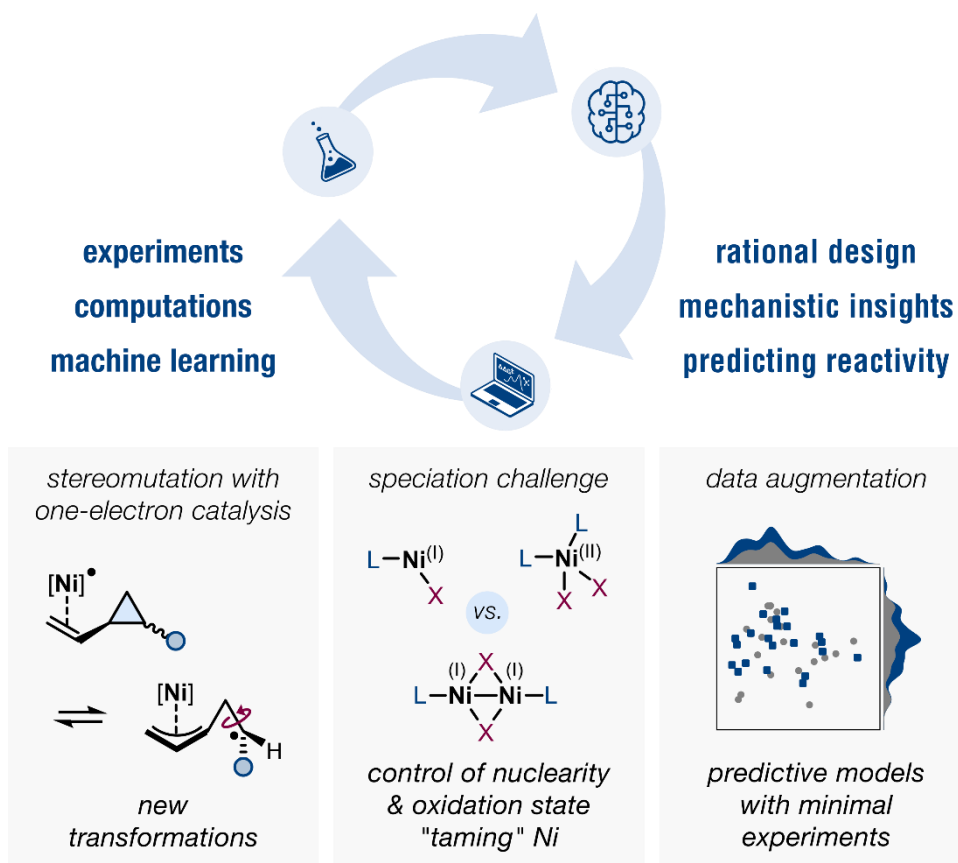 experiments
computations
machine learning
rational design
mechanistic insights
predicting reactivity
stereomutation with
one-electron catalysis
[Ni]•
[Ni]
H
new
transformations
speciation challenge
L Ni(I)
X
L
L Ni(II)
X X
vs.
X
(I) (I)
L Ni Ni L
X
control of nuclearity
& oxidation state
"taming" Ni
data augmentation
predictive models
with minimal
experiments